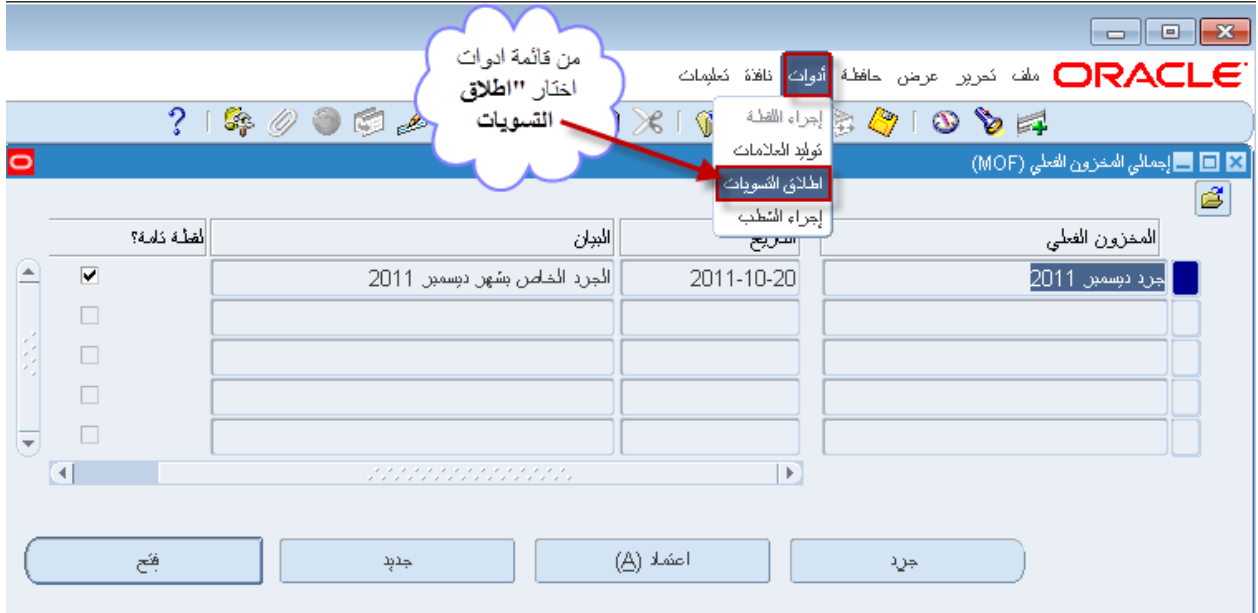 من قائمة ادوات
اختار "اطلاق
التسويات
ORACLE ملف تحرير عرض حافظة أدوات نافذة تعليمات
إجراء اللقطة
توليد العلامات
اطلاق التسويات
إجراء الشطب
إجمالي المخزون الفعلي (MOF)
المخزون الفعلي التاريخ البيان لقطة تامة؟
جرد ديسمبر 2011 2011-10-20 الجرد الخاص بشهر ديسمبر 2011
جرد اعتماد (A) جديد فتح